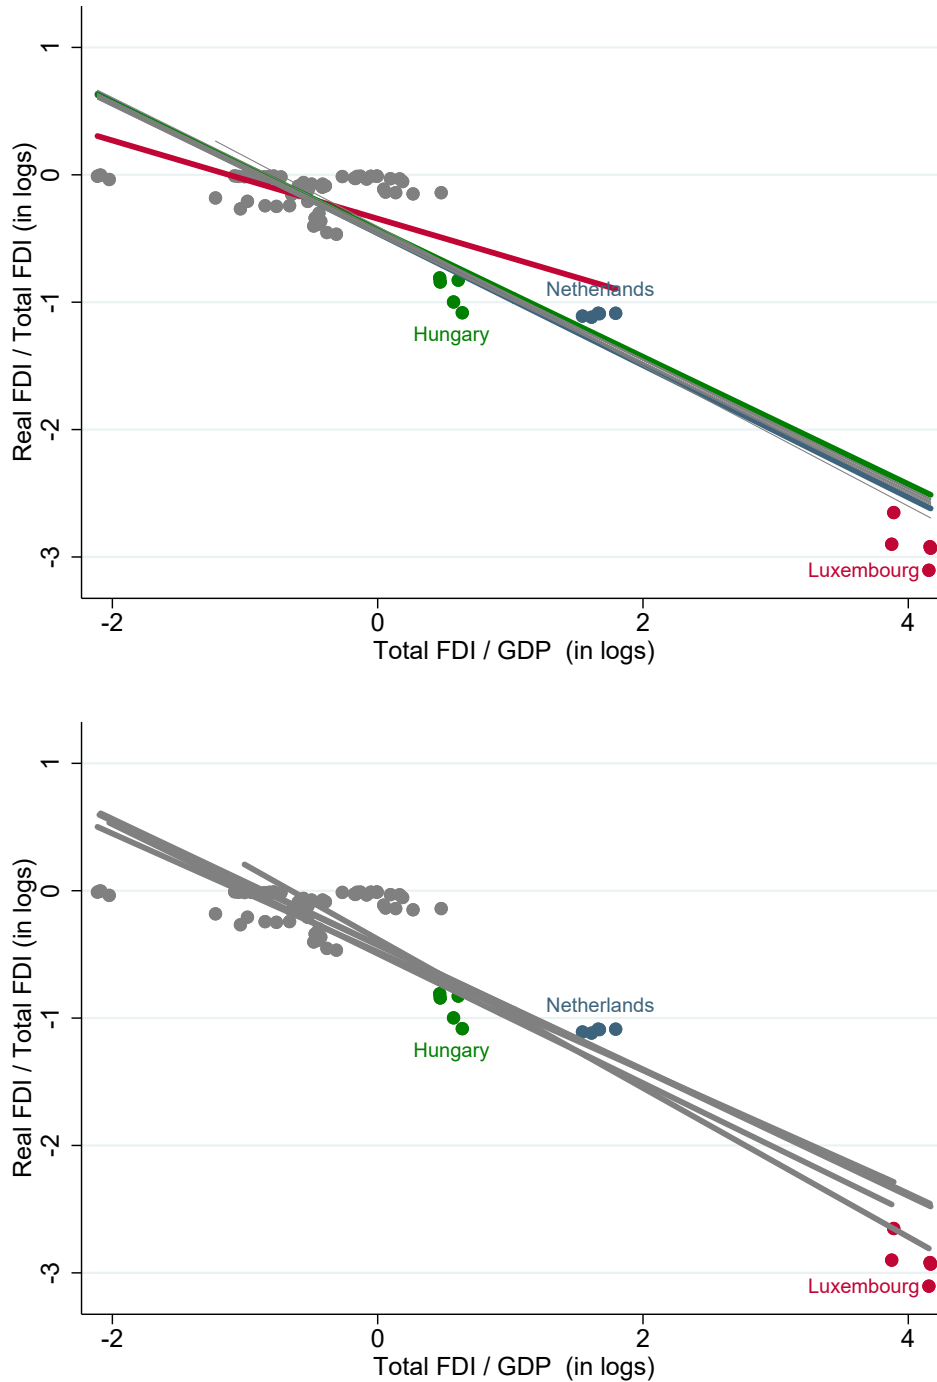 Real FDI / Total FDI (in logs)
1
0
-1
-2
-3
Netherlands
Hungary
Luxembourg
-2 0 2 4
Total FDI / GDP (in logs)
Real FDI / Total FDI (in logs)
1
0
-1
-2
-3
Netherlands
Hungary
Luxembourg
-2 0 2 4
Total FDI / GDP (in logs)